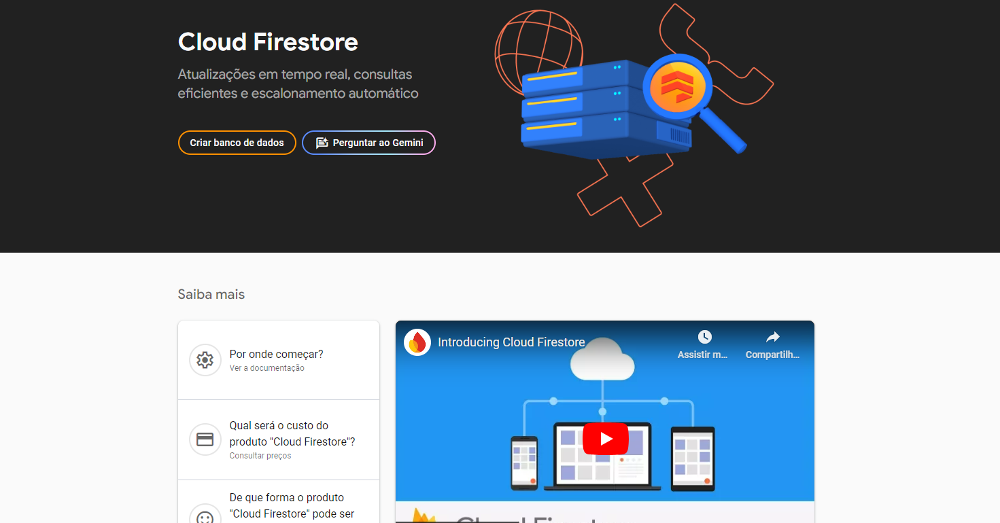 Cloud Firestore
Atualizações em tempo real, consultas
eficientes e escalonamento automático
Criar banco de dados
Perguntar ao Gemini
Saiba mais
Por onde começar?
Ver a documentação
Qual será o custo do
produto "Cloud Firestore"?
Consultar preços
De que forma o produto
"Cloud Firestore" pode ser
Introducing Cloud Firestore
Assistir m...
Compartilh...
Cloud Firestore